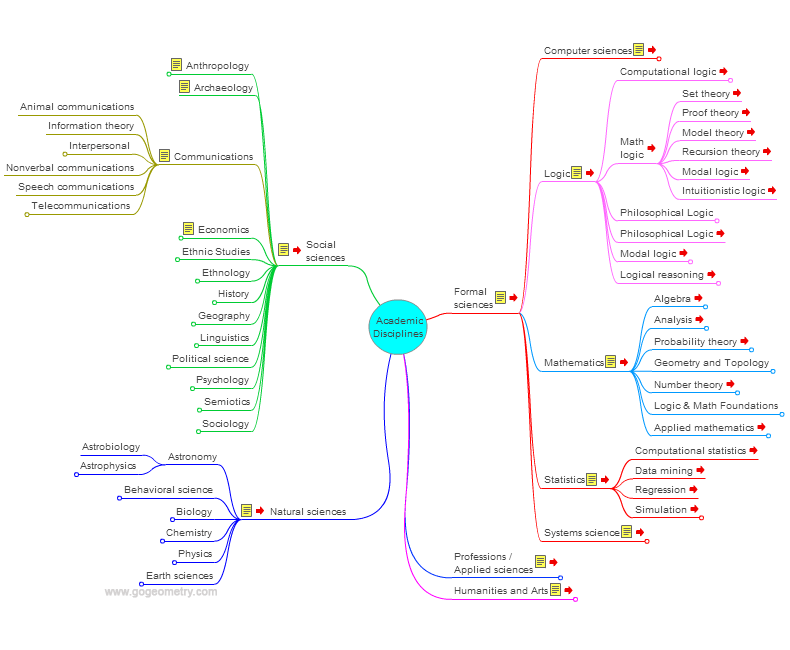 Academic
Disciplines
Social
sciences
Anthropology
Archaeology
Communications
Animal communications
Information theory
Interpersonal
Nonverbal communications
Speech communications
Telecommunications
Economics
Ethnic Studies
Ethnology
History
Geography
Linguistics
Political science
Psychology
Semiotics
Sociology
Natural sciences
Astronomy
Astrobiology
Astrophysics
Behavioral science
Biology
Chemistry
Physics
Earth sciences
www.gogeometry.com
Formal
sciences
Computer sciences
Logic
Computational logic
Math
logic
Set theory
Proof theory
Model theory
Recursion theory
Modal logic
Intuitionistic logic
Philosophical Logic
Philosophical Logic
Modal logic
Logical reasoning
Mathematics
Algebra
Analysis
Probability theory
Geometry and Topology
Number theory
Logic & Math Foundations
Applied mathematics
Statistics
Computational statistics
Data mining
Regression
Simulation
Systems science
Professions /
Applied sciences
Humanities and Arts